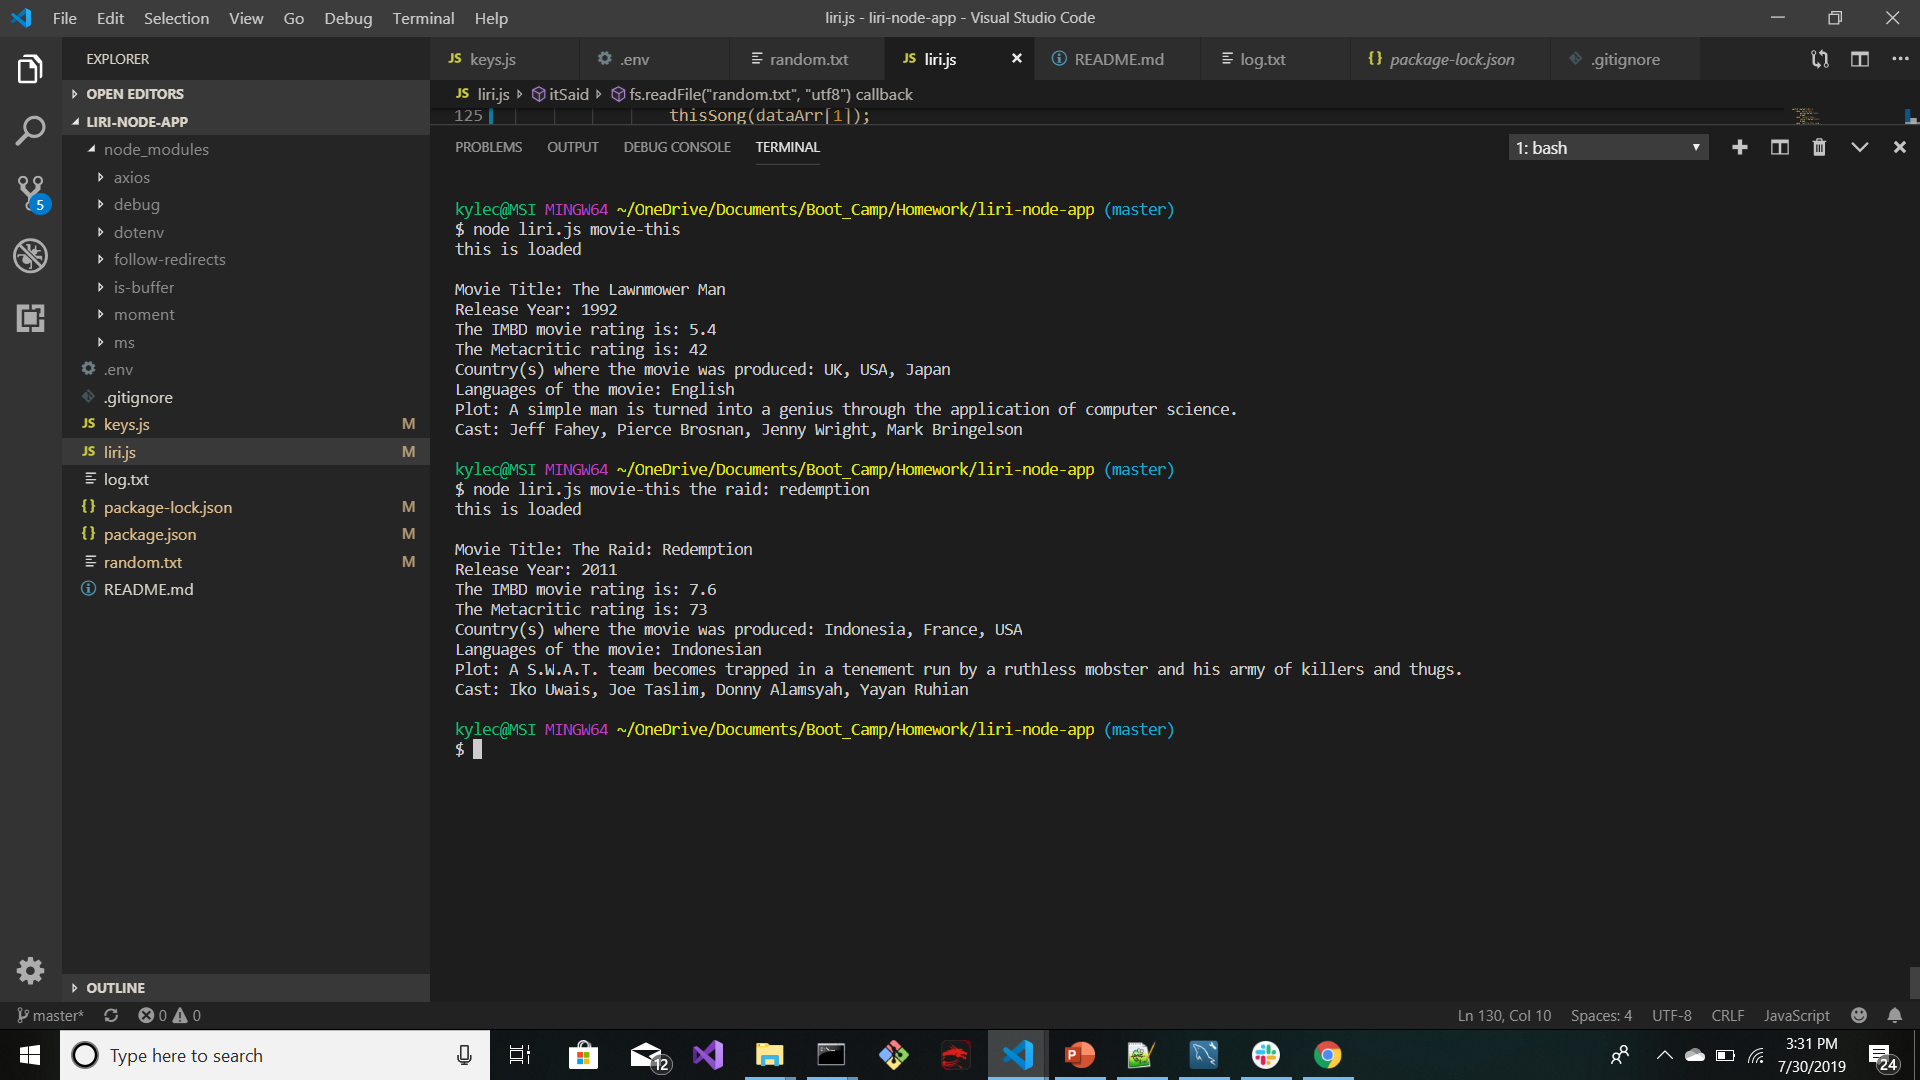 File Edit Selection View Go Debug Terminal Help
liri.js - liri-node-app - Visual Studio Code
EXPLORER
OPEN EDITORS
LIRI-NODE-APP
node_modules
axios
debug
dotenv
follow-redirects
is-buffer
moment
ms
.env
.gitignore
JS keys.js M
JS liri.js M
log.txt
{} package-lock.json M
{} package.json M
random.txt M
README.md
OUTLINE
5
JS keys.js .env random.txt JS liri.js README.md log.txt {} package-lock.json .gitignore
JS liri.js itSaid fs.readFile("random.txt", "utf8") callback
125 thisSong(dataArr[1]);
PROBLEMS OUTPUT DEBUG CONSOLE TERMINAL 1: bash
kylec@MSI MINGW64 ~/OneDrive/Documents/Boot_Camp/Homework/liri-node-app (master)
$ node liri.js movie-this
this is loaded
Movie Title: The Lawnmower Man
Release Year: 1992
The IMBD movie rating is: 5.4
The Metacritic rating is: 42
Country(s) where the movie was produced: UK, USA, Japan
Languages of the movie: English
Plot: A simple man is turned into a genius through the application of computer science.
Cast: Jeff Fahey, Pierce Brosnan, Jenny Wright, Mark Bringelson
kylec@MSI MINGW64 ~/OneDrive/Documents/Boot_Camp/Homework/liri-node-app (master)
$ node liri.js movie-this the raid: redemption
this is loaded
Movie Title: The Raid: Redemption
Release Year: 2011
The IMBD movie rating is: 7.6
The Metacritic rating is: 73
Country(s) where the movie was produced: Indonesia, France, USA
Languages of the movie: Indonesian
Plot: A S.W.A.T. team becomes trapped in a tenement run by a ruthless mobster and his army of killers and thugs.
Cast: Iko Uwais, Joe Taslim, Donny Alamsyah, Yayan Ruhian
kylec@MSI MINGW64 ~/OneDrive/Documents/Boot_Camp/Homework/liri-node-app (master)
$
master* 0 0 Ln 130, Col 10 Spaces: 4 UTF-8 CRLF JavaScript
Type here to search
12
3:31 PM
7/30/2019
24